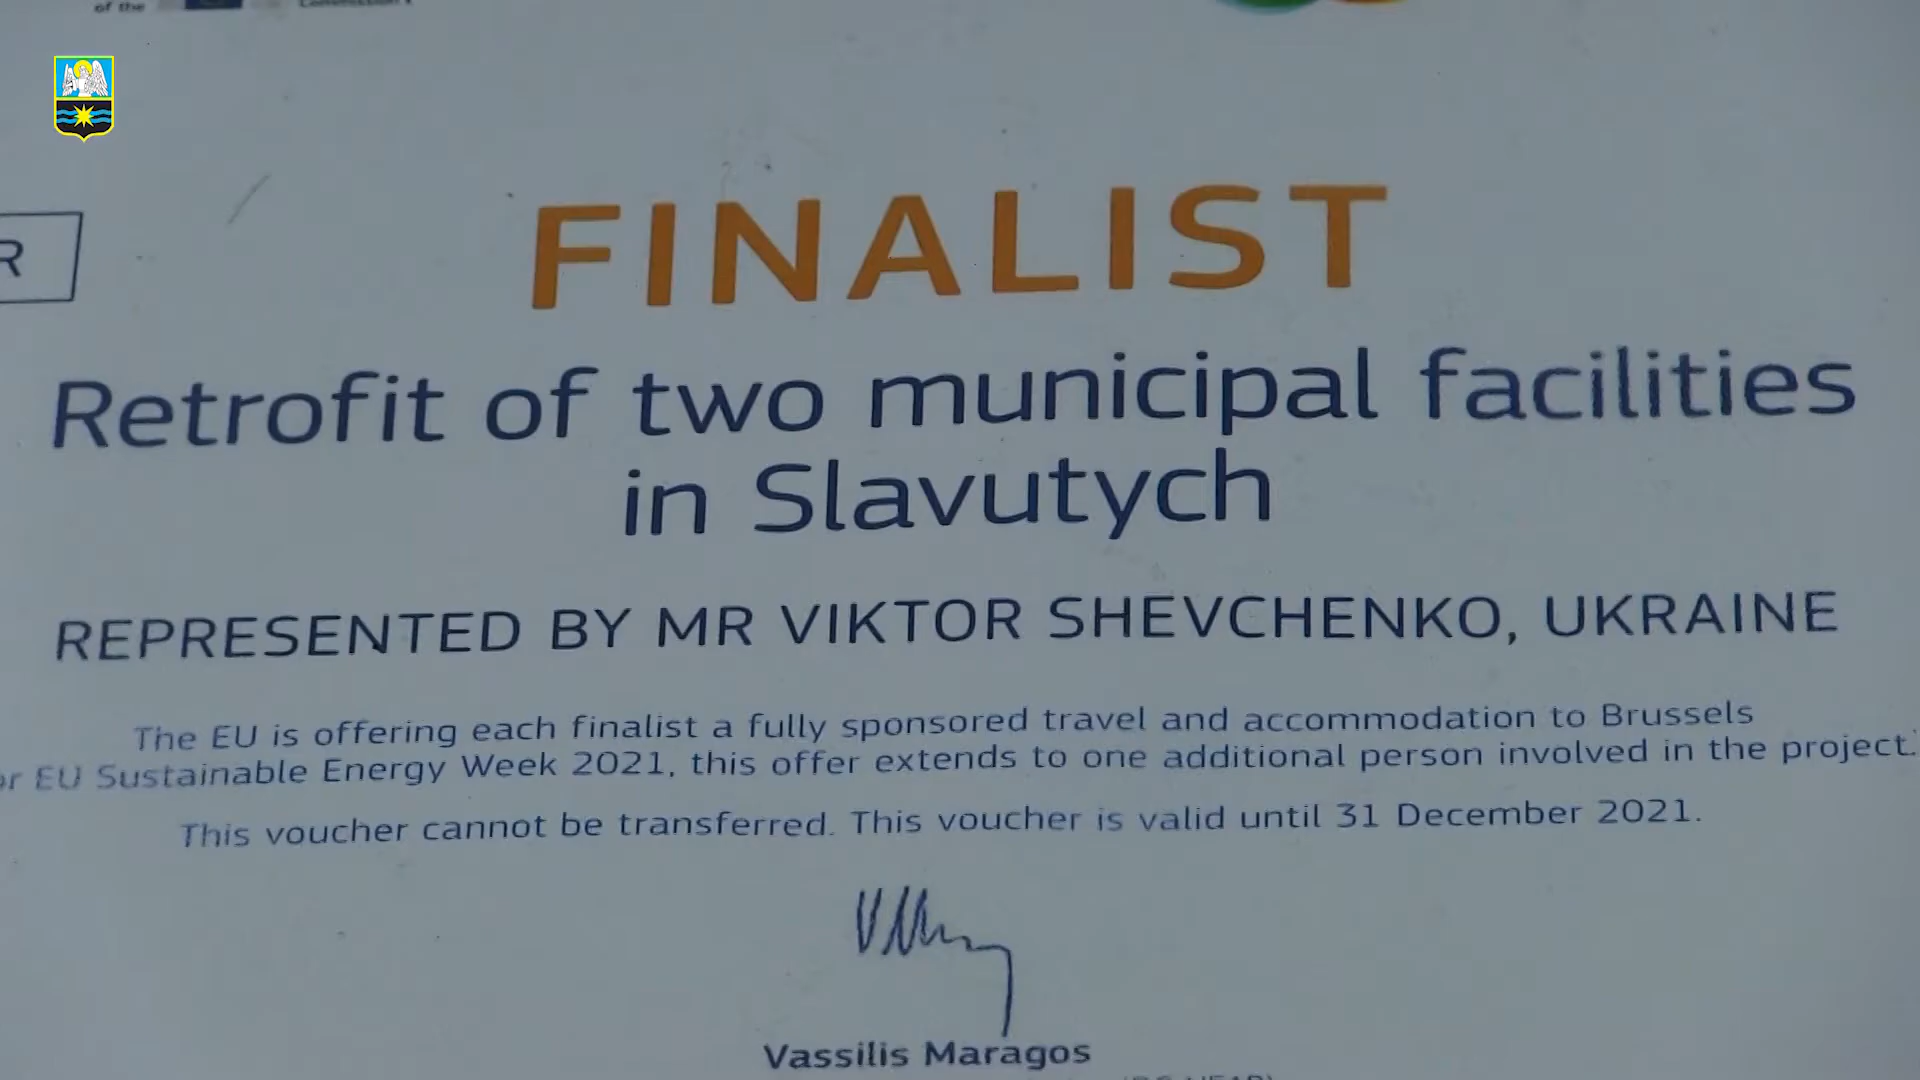 of the
R
FINALIST
Retrofit of two municipal facilities
in Slavutych
REPRESENTED BY MR VIKTOR SHEVCHENKO, UKRAINE
The EU is offering each finalist a fully sponsored travel and accommodation to Brussels
or EU Sustainable Energy Week 2021, this offer extends to one additional person involved in the project.
This voucher cannot be transferred. This voucher is valid until 31 December 2021.
Vassilis Maragos